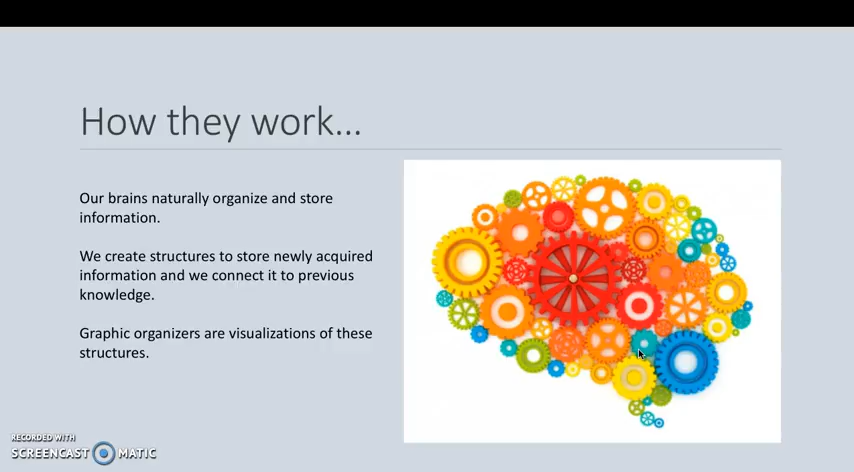 How they work...
Our brains naturally organize and store
information.
We create structures to store newly acquired
information and we connect it to previous
knowledge.
Graphic organizers are visualizations of these
structures.
RECORDED WITH
SCREENCAST MATIC